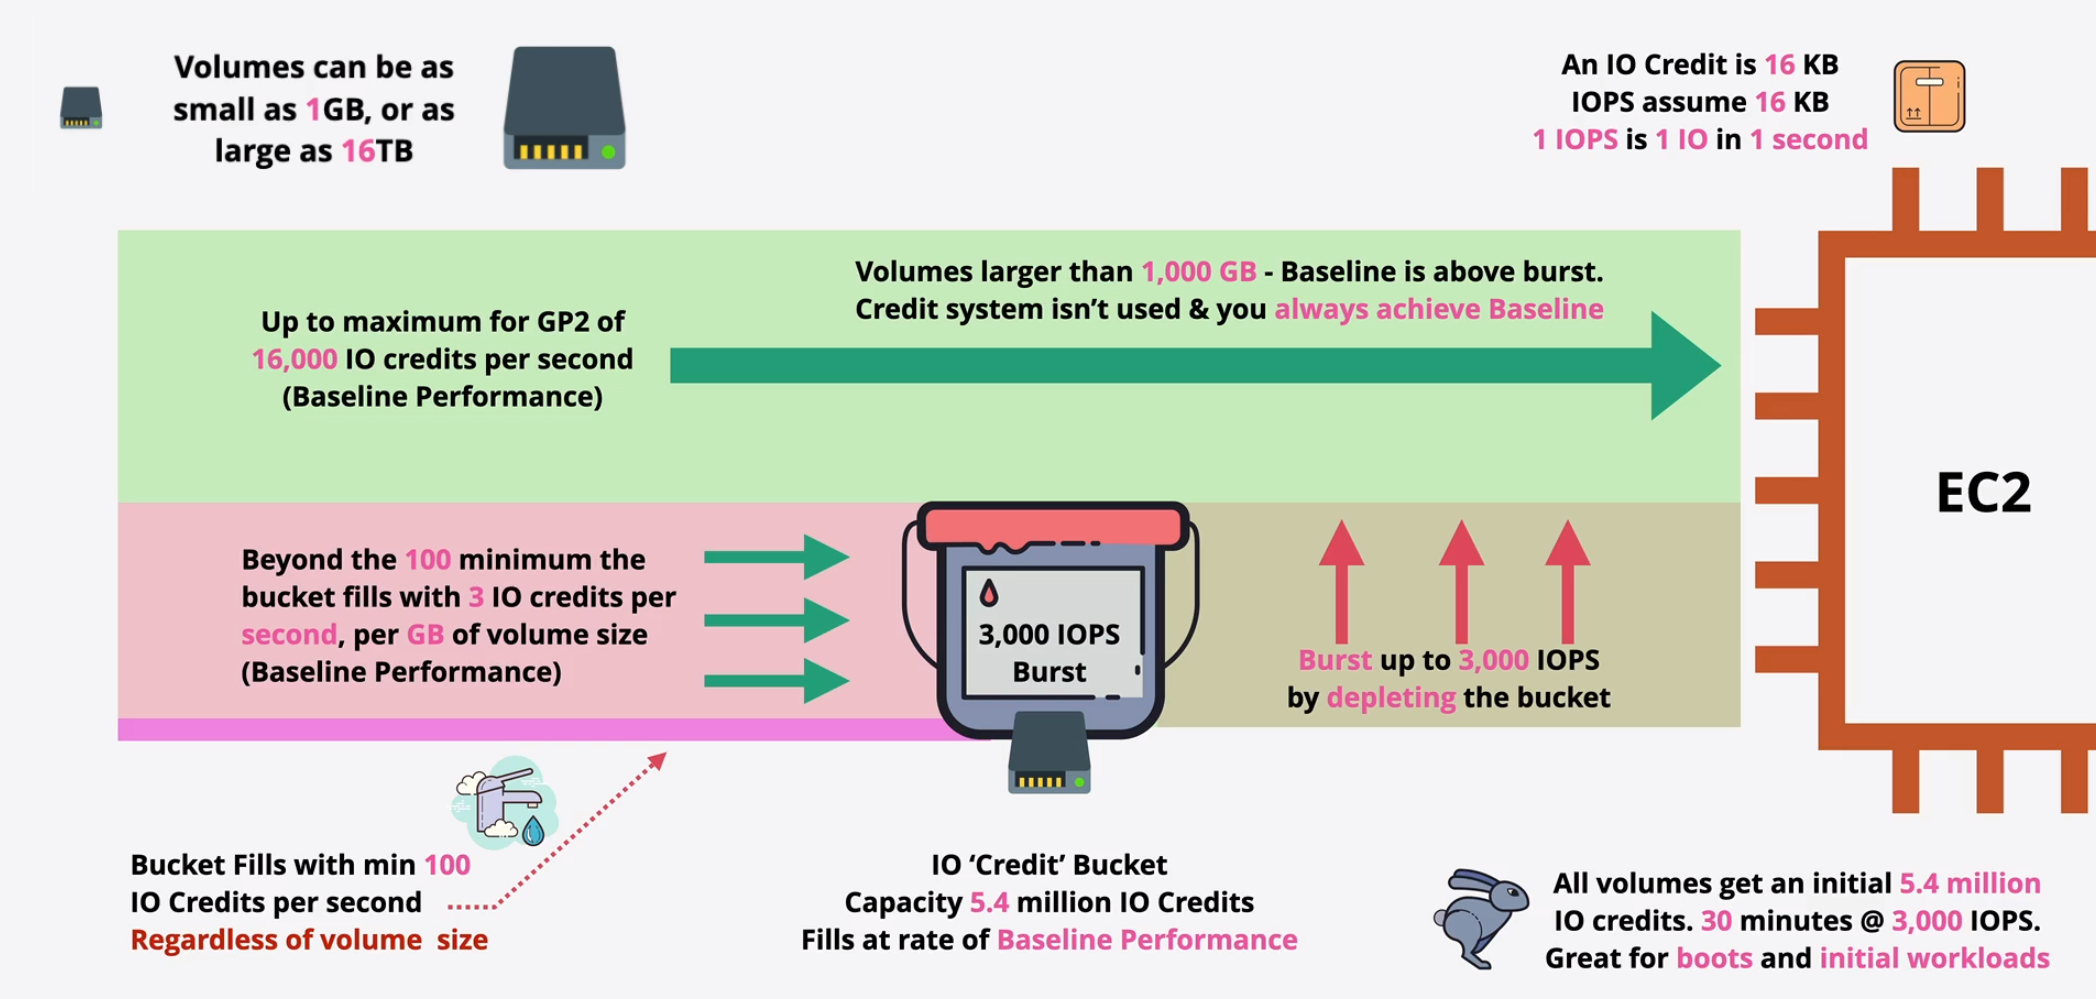 Volumes can be as
small as 1GB, or as
large as 16TB
An IO Credit is 16 KB
IOPS assume 16 KB
1 IOPS is 1 IO in 1 second
Volumes larger than 1,000 GB - Baseline is above burst.
Credit system isn't used & you always achieve Baseline
Up to maximum for GP2 of
16,000 IO credits per second
(Baseline Performance)
EC2
Beyond the 100 minimum the
bucket fills with 3 IO credits per
second, per GB of volume size
(Baseline Performance)
3,000 IOPS
Burst
Burst up to 3,000 IOPS
by depleting the bucket
Bucket Fills with min 100
IO Credits per second
Regardless of volume size
IO ‘Credit’ Bucket
Capacity 5.4 million IO Credits
Fills at rate of Baseline Performance
All volumes get an initial 5.4 million
IO credits. 30 minutes @ 3,000 IOPS.
Great for boots and initial workloads